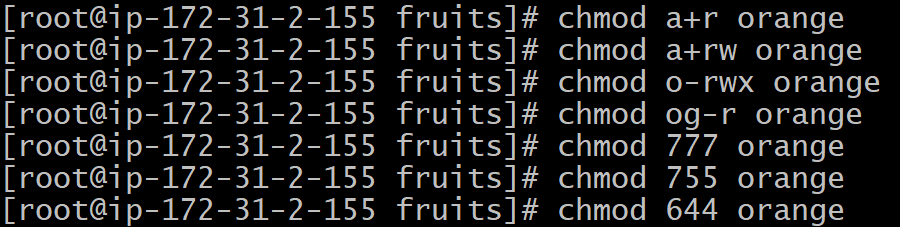 [root@ip-172-31-2-155 fruits]# chmod a+r orange
[root@ip-172-31-2-155 fruits]# chmod a+rw orange
[root@ip-172-31-2-155 fruits]# chmod o-rwx orange
[root@ip-172-31-2-155 fruits]# chmod og-r orange
[root@ip-172-31-2-155 fruits]# chmod 777 orange
[root@ip-172-31-2-155 fruits]# chmod 755 orange
[root@ip-172-31-2-155 fruits]# chmod 644 orange